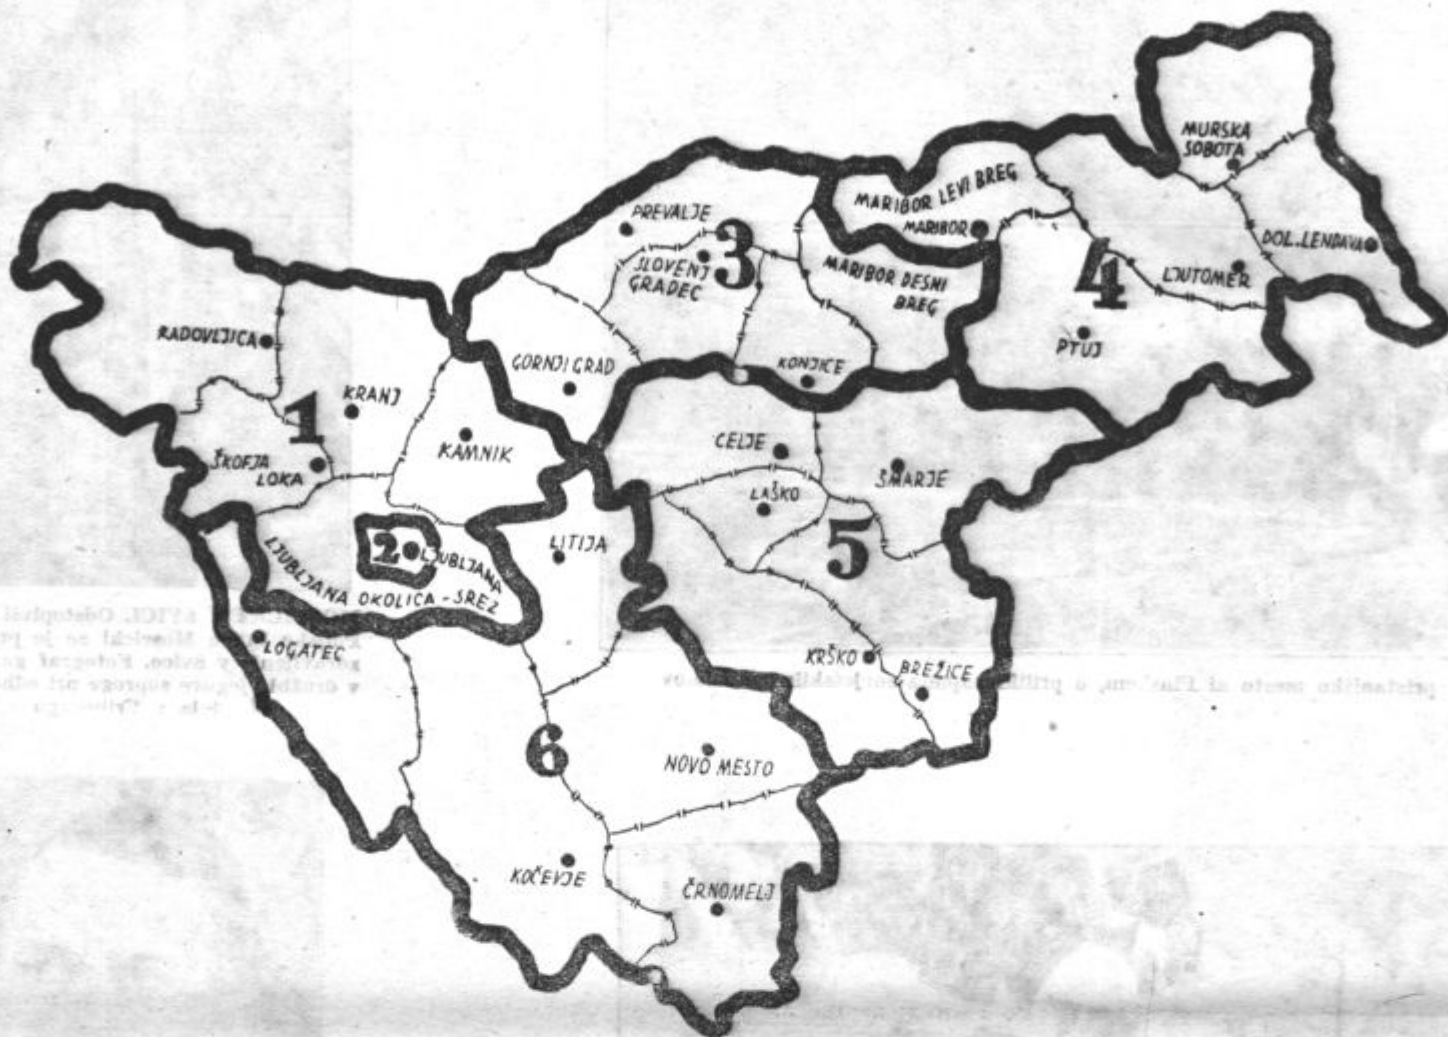 MURSKA
SOBOTA
MARIBOR LEVI BREG
PREVALJE
MARIBOR
3
DOL. LENDAVA
SLOVENJ
GRADEC
MARIBOR DESNI
BREG
4
LJUTOMER
RADOVLJICA
PTUJ
GORNJI GRAD
KONJICE
KRANJ
1
KAMNIK
CELJE
ŠKOFJA
LOKA
ŠMARJE
LAŠKO
2
LJUBLJANA
LITIJA
5
LJUBLJANA OKOLICA - SREZ
LOGATEC
KRŠKO
BREŽICE
6
NOVO MESTO
KOČEVJE
ČRNOMELJ